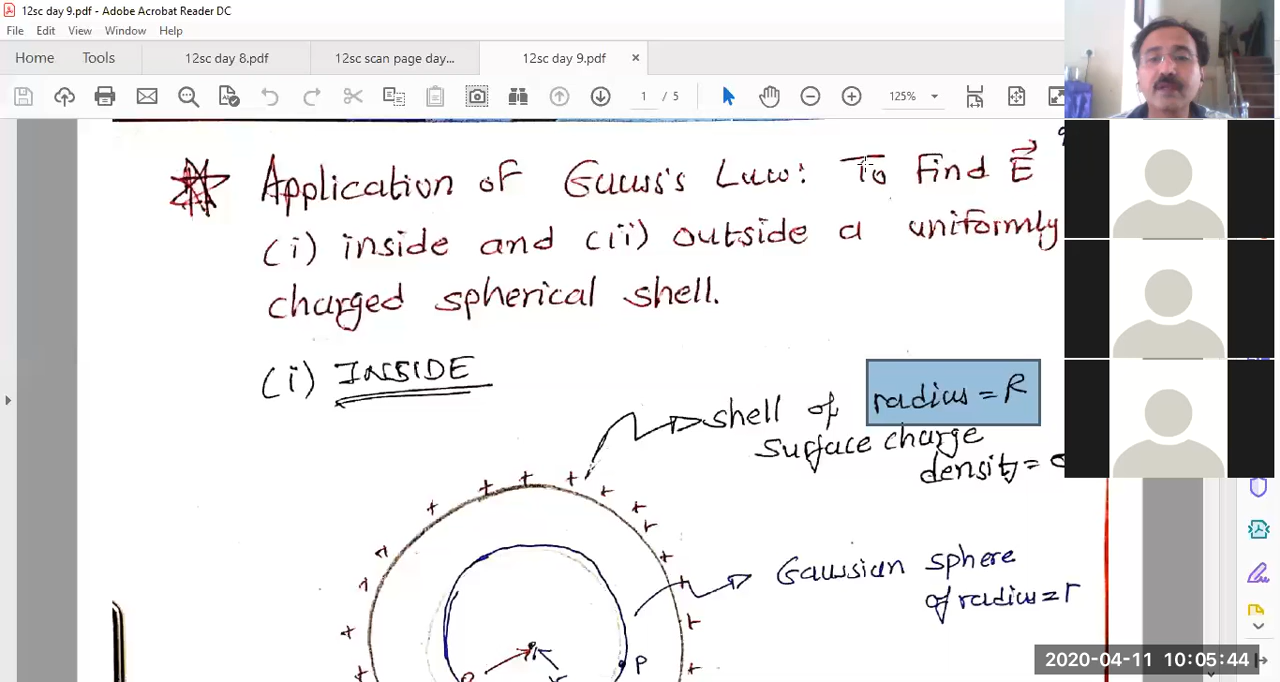 12sc day 9.pdf - Adobe Acrobat Reader DC
File Edit View Window Help
Home Tools 12sc day 8.pdf 12sc scan page day... 12sc day 9.pdf ×
1 / 5 125%
Application of Gauss's Law: To Find E⃗
(i) inside and (ii) outside a uniformly
charged spherical shell.
(i) INSIDE
shell of radius = R
surface charge
density =
Gaussian sphere
of radius = r
P
2020-04-11 10:05:44